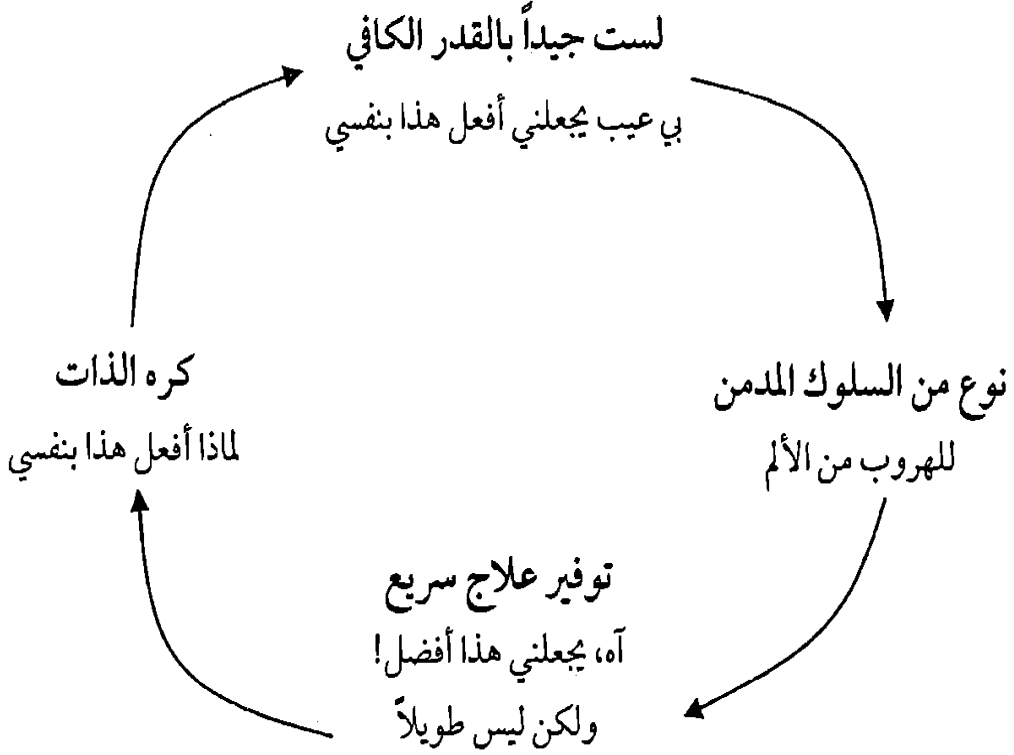 لست جيداً بالقدر الكافي
بي عيب يجعلني أفعل هذا بنفسي
نوع من السلوك المدمن
للهروب من الألم
توفير علاج سريع
آه، يجعلني هذا أفضل!
ولكن ليس طويلاً
كره الذات
لماذا أفعل هذا بنفسي